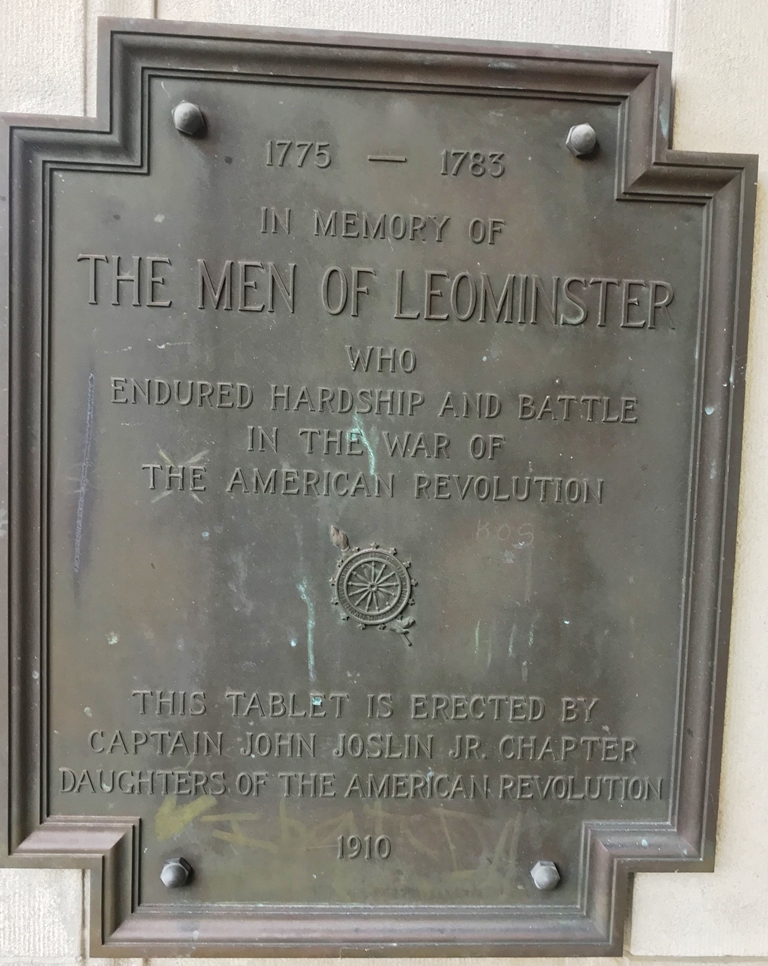 1775 — 1783
IN MEMORY OF
THE MEN OF LEOMINSTER
WHO
ENDURED HARDSHIP AND BATTLE
IN THE WAR OF
THE AMERICAN REVOLUTION
KOS
THIS TABLET IS ERECTED BY
CAPTAIN JOHN JOSLIN JR. CHAPTER
DAUGHTERS OF THE AMERICAN REVOLUTION
1910